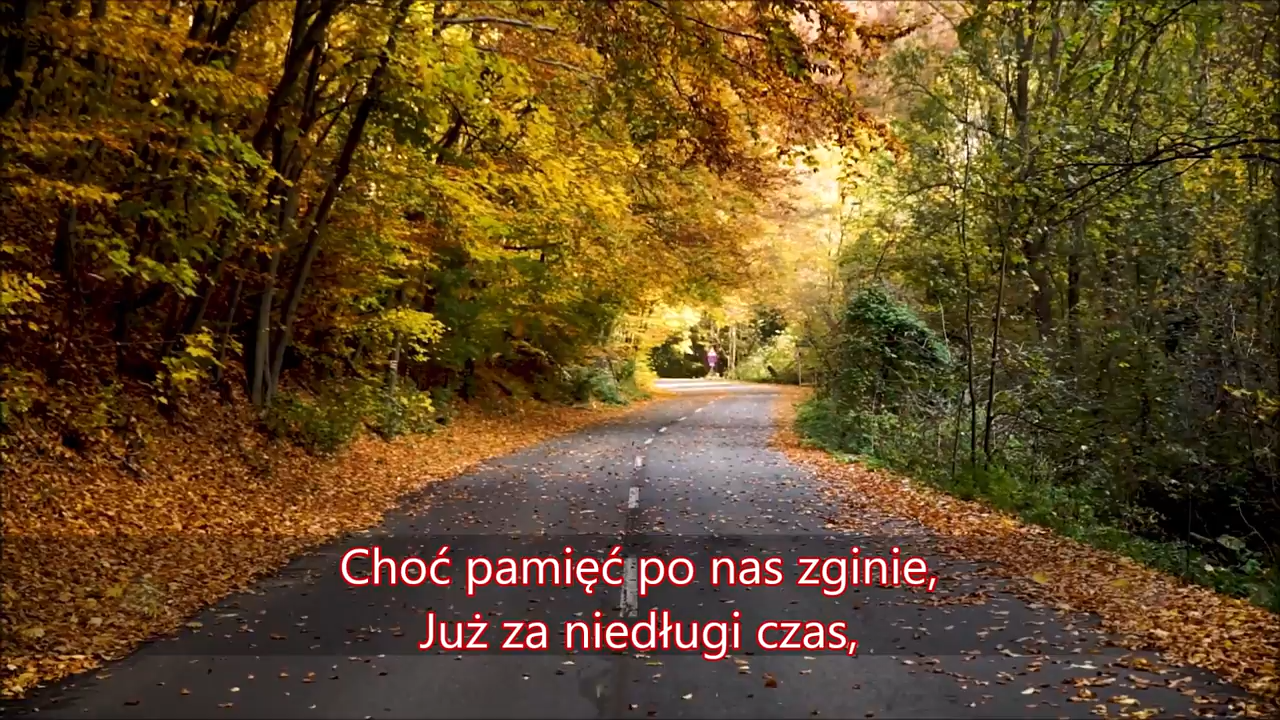 Choć pamięć po nas zginie,
Już za niedługi czas,